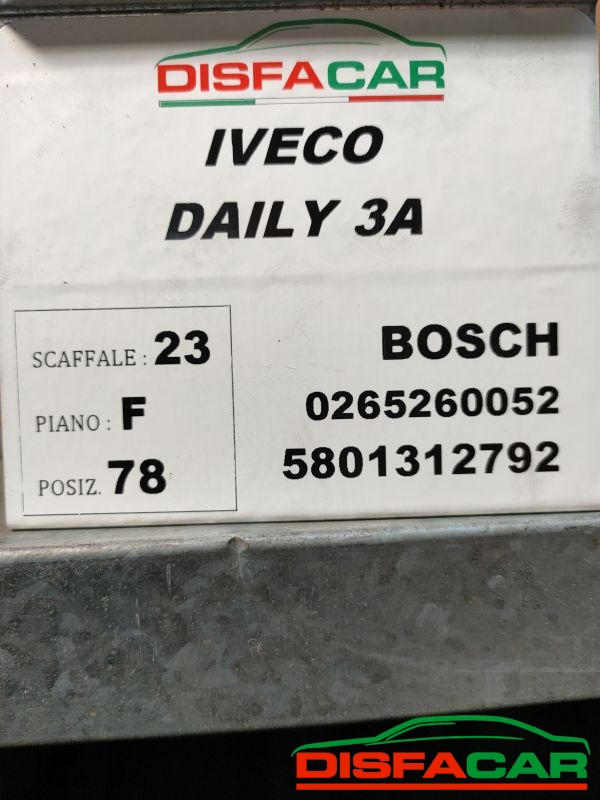 DISFACAR
IVECO
DAILY 3A
SCAFFALE : 23
PIANO : F
POSIZ. 78
BOSCH
0265260052
5801312792
DISFACAR